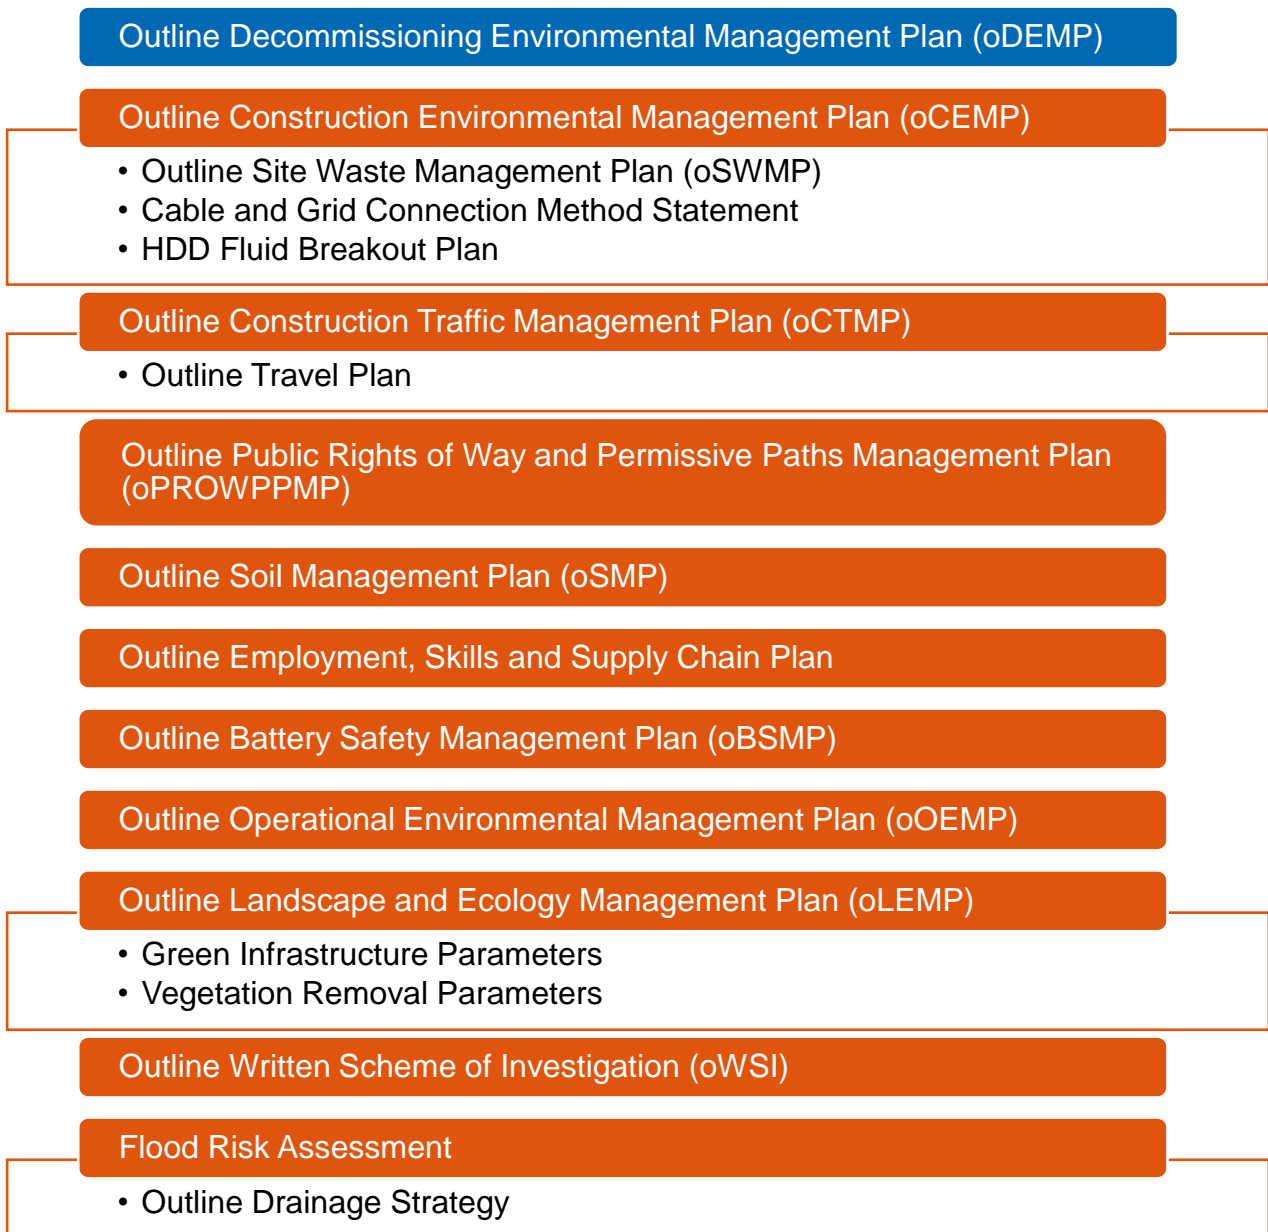 Outline Decommissioning Environmental Management Plan (oDEMP)
Outline Construction Environmental Management Plan (oCEMP)
• Outline Site Waste Management Plan (oSWMP)
• Cable and Grid Connection Method Statement
• HDD Fluid Breakout Plan
Outline Construction Traffic Management Plan (oCTMP)
• Outline Travel Plan
Outline Public Rights of Way and Permissive Paths Management Plan
(oPROWPPMP)
Outline Soil Management Plan (oSMP)
Outline Employment, Skills and Supply Chain Plan
Outline Battery Safety Management Plan (oBSMP)
Outline Operational Environmental Management Plan (oOEMP)
Outline Landscape and Ecology Management Plan (oLEMP)
• Green Infrastructure Parameters
• Vegetation Removal Parameters
Outline Written Scheme of Investigation (oWSI)
Flood Risk Assessment
• Outline Drainage Strategy